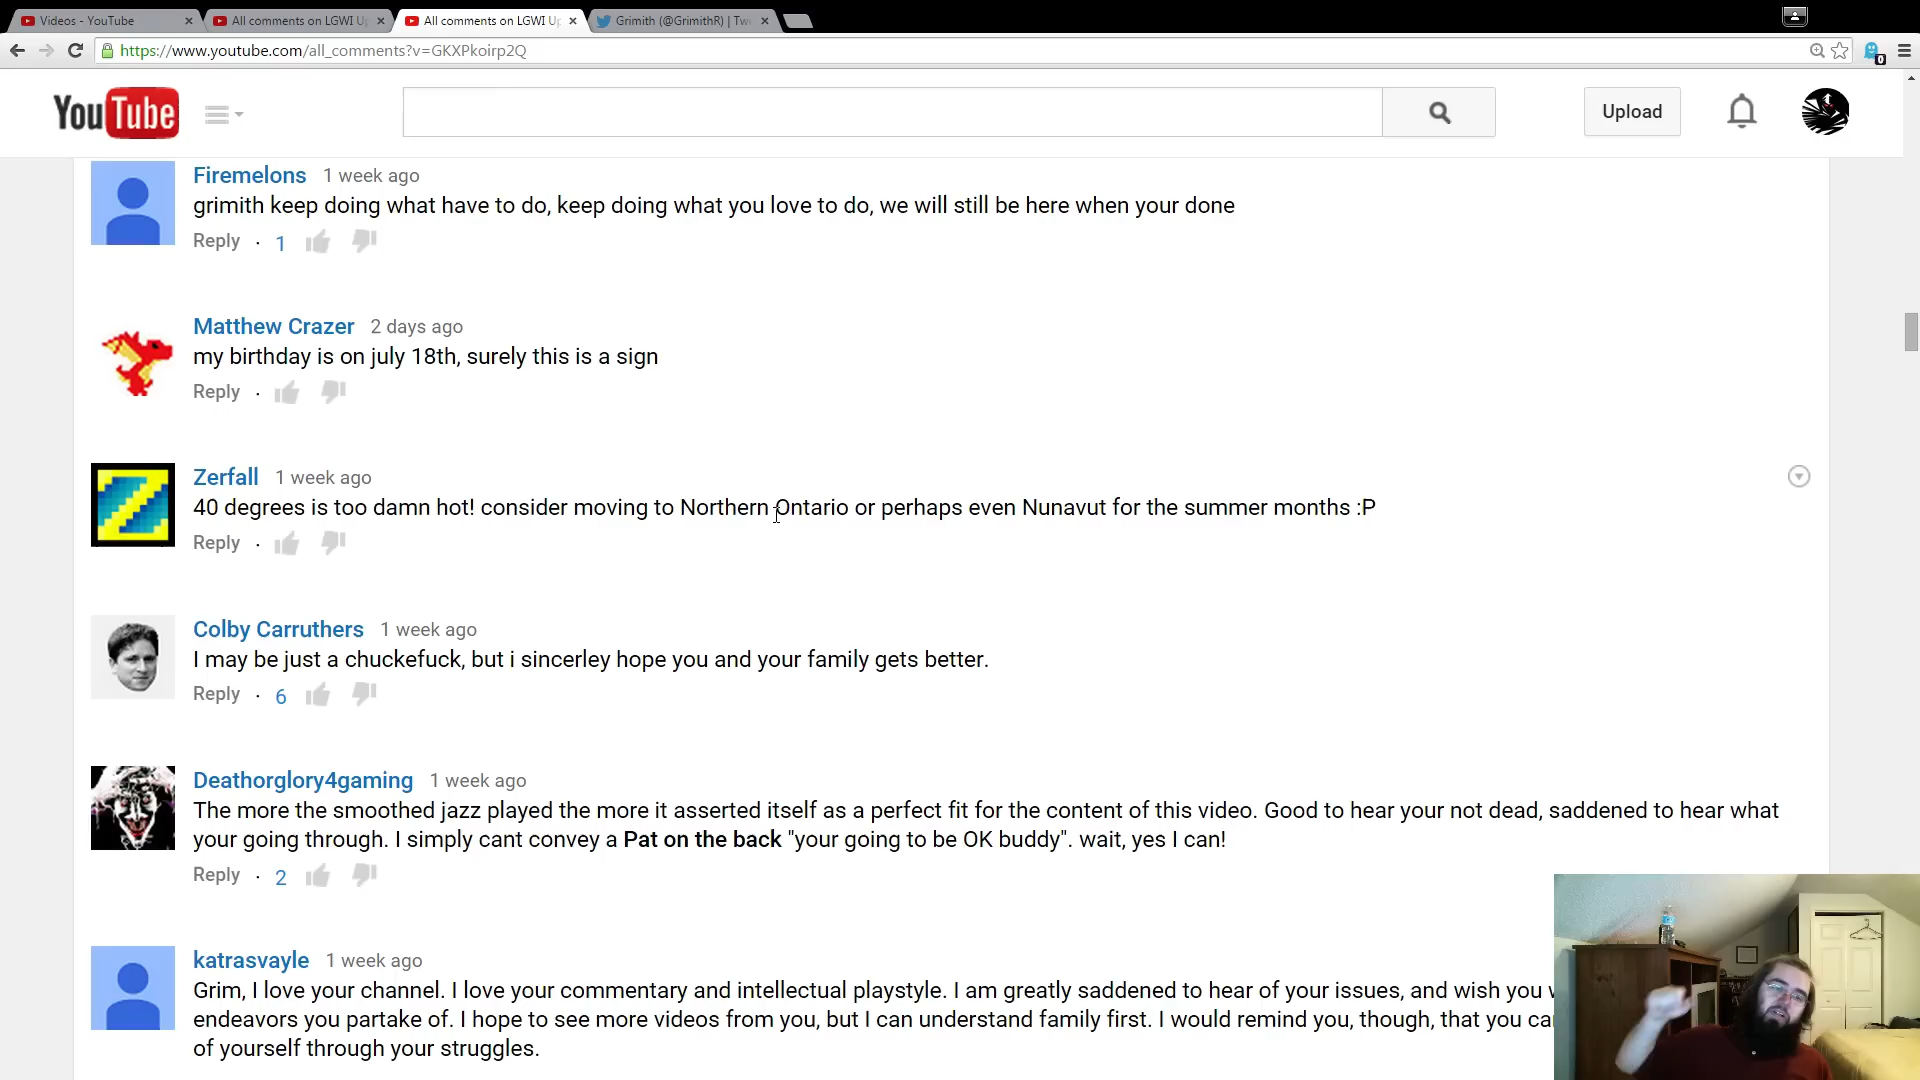 Videos - YouTube
All comments on LGWI Up
All comments on LGWI Up
Grimith (@GrimithR) | Tw
https://www.youtube.com/all_comments?v=GKXPkoirp2Q
0
YouTube
Upload
Firemelons 1 week ago
grimith keep doing what have to do, keep doing what you love to do, we will still be here when your done
Reply · 1
Matthew Crazer 2 days ago
my birthday is on july 18th, surely this is a sign
Reply ·
Z
Zerfall 1 week ago
40 degrees is too damn hot! consider moving to Northern Ontario or perhaps even Nunavut for the summer months :P
Reply ·
Colby Carruthers 1 week ago
I may be just a chuckefuck, but i sincerley hope you and your family gets better.
Reply · 6
Deathorglory4gaming 1 week ago
The more the smoothed jazz played the more it asserted itself as a perfect fit for the content of this video. Good to hear your not dead, saddened to hear what
your going through. I simply cant convey a Pat on the back "your going to be OK buddy". wait, yes I can!
Reply · 2
katrasvayle 1 week ago
Grim, I love your channel. I love your commentary and intellectual playstyle. I am greatly saddened to hear of your issues, and wish you
endeavors you partake of. I hope to see more videos from you, but I can understand family first. I would remind you, though, that you
of yourself through your struggles.